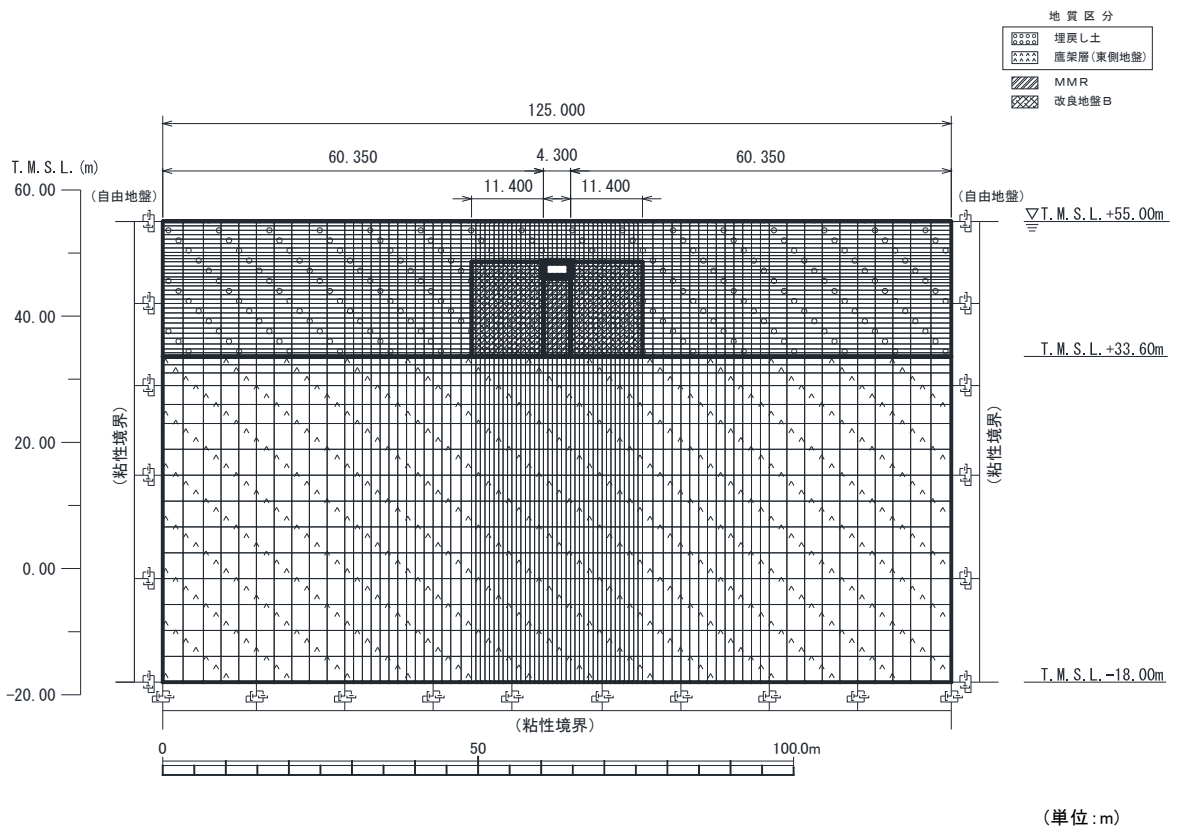 地質区分
埋戻し土
鷹架層(東側地盤)
MMR
改良地盤B
125.000
60.350
4.300
60.350
11.400
11.400
T.M.S.L.(m)
60.00
40.00
20.00
0.00
-20.00
(自由地盤)
(自由地盤)
T.M.S.L.+55.00m
T.M.S.L.+33.60m
(粘性境界)
(粘性境界)
T.M.S.L.-18.00m
(粘性境界)
0
50
100.0m
(単位:m)